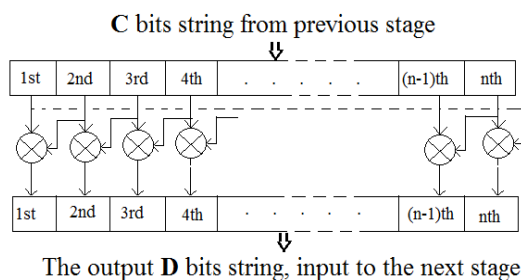 C bits string from previous stage
1st 2nd 3rd 4th . . . . . (n-1)th nth
1st 2nd 3rd 4th . . . . . (n-1)th nth
The output D bits string, input to the next stage